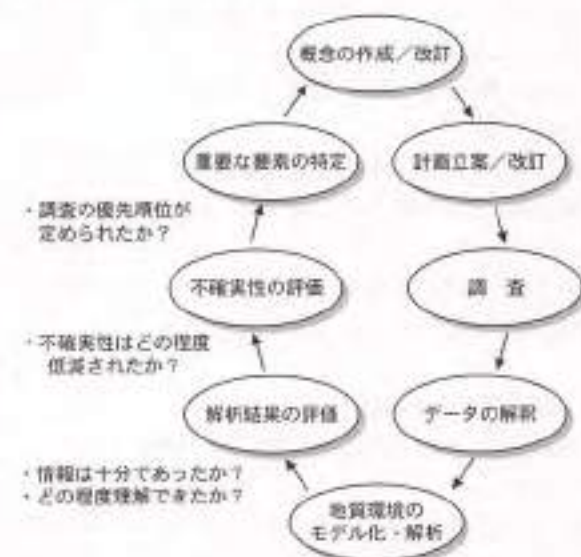 概念の作成／改訂
重要な要素の特定
計画立案／改訂
・調査の優先順位が
定められたか？
不確実性の評価
調　査
・不確実性はどの程度
低減されたか？
解析結果の評価
データの解釈
・情報は十分であったか？
・どの程度理解できたか？
地質環境の
モデル化・解析